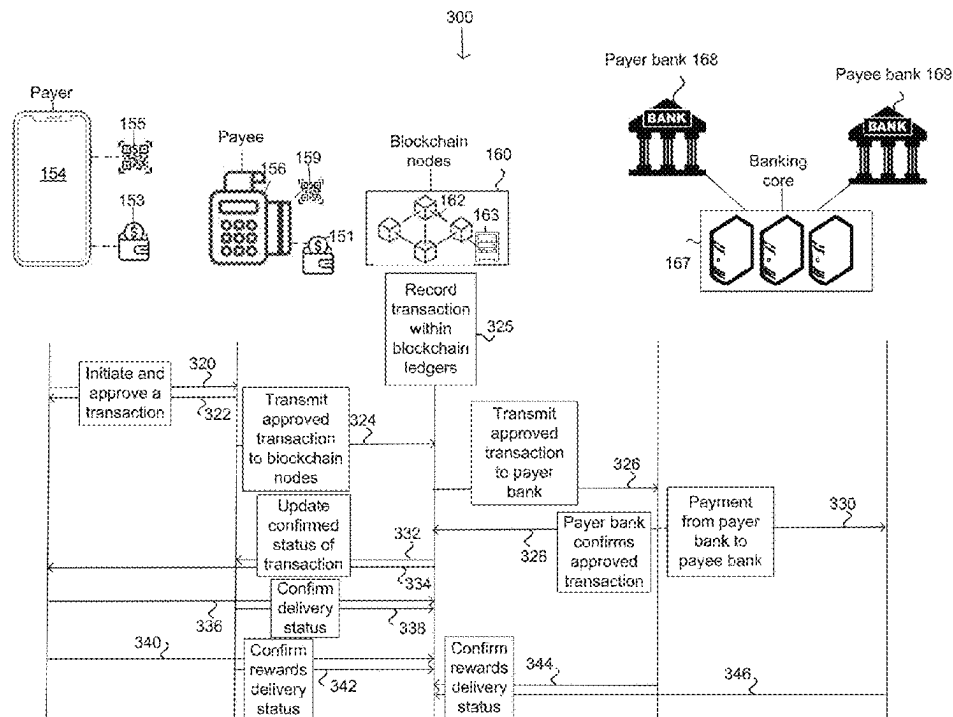 300
Payer bank 168
Payee bank 169
Payer
155
154
153
Payee
156
159
151
Blockchain
nodes
160
162
163
BANK
BANK
Banking
core
167
Record
transaction
within
blockchain
ledgers
325
Initiate and
approve a
transaction
320
322
Transmit
approved
transaction
to blockchain
nodes
324
Transmit
approved
transaction
to payer
bank
326
Update
confirmed
status of
transaction
332
334
Payer bank
confirms
approved
transaction
328
Payment
from payer
bank to
payee bank
330
Confirm
delivery
status
336
338
340
Confirm
rewards
delivery
status
342
Confirm
rewards
delivery
status
344
346